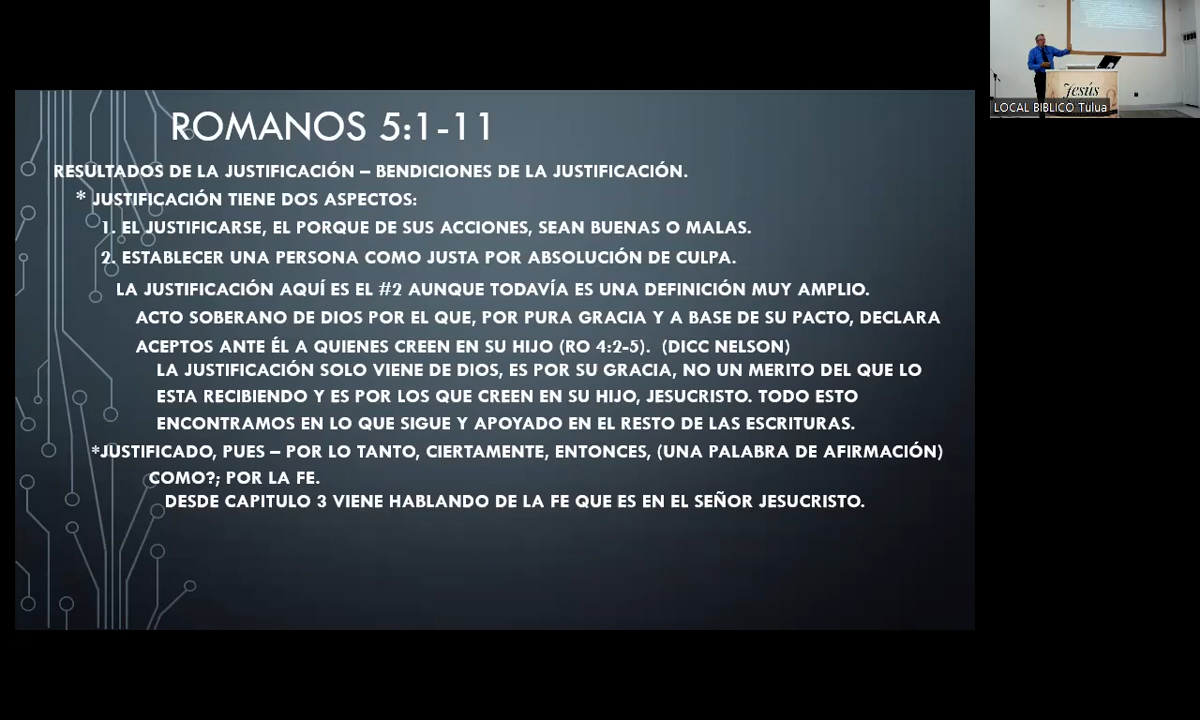 ROMANOS 5:1-11
RESULTADOS DE LA JUSTIFICACIÓN – BENDICIONES DE LA JUSTIFICACIÓN.
* JUSTIFICACIÓN TIENE DOS ASPECTOS:
1. EL JUSTIFICARSE, EL PORQUE DE SUS ACCIONES, SEAN BUENAS O MALAS.
2. ESTABLECER UNA PERSONA COMO JUSTA POR ABSOLUCIÓN DE CULPA.
LA JUSTIFICACIÓN AQUÍ ES EL #2 AUNQUE TODAVÍA ES UNA DEFINICIÓN MUY AMPLIO.
ACTO SOBERANO DE DIOS POR EL QUE, POR PURA GRACIA Y A BASE DE SU PACTO, DECLARA
ACEPTOS ANTE ÉL A QUIENES CREEN EN SU HIJO (RO 4:2-5). (DICC NELSON)
LA JUSTIFICACIÓN SOLO VIENE DE DIOS, ES POR SU GRACIA, NO UN MERITO DEL QUE LO
ESTA RECIBIENDO Y ES POR LOS QUE CREEN EN SU HIJO, JESUCRISTO. TODO ESTO
ENCONTRAMOS EN LO QUE SIGUE Y APOYADO EN EL RESTO DE LAS ESCRITURAS.
*JUSTIFICADO, PUES – POR LO TANTO, CIERTAMENTE, ENTONCES, (UNA PALABRA DE AFIRMACIÓN)
COMO?; POR LA FE.
DESDE CAPITULO 3 VIENE HABLANDO DE LA FE QUE ES EN EL SEÑOR JESUCRISTO.
Jesús
LOCAL BIBLICO Tulua